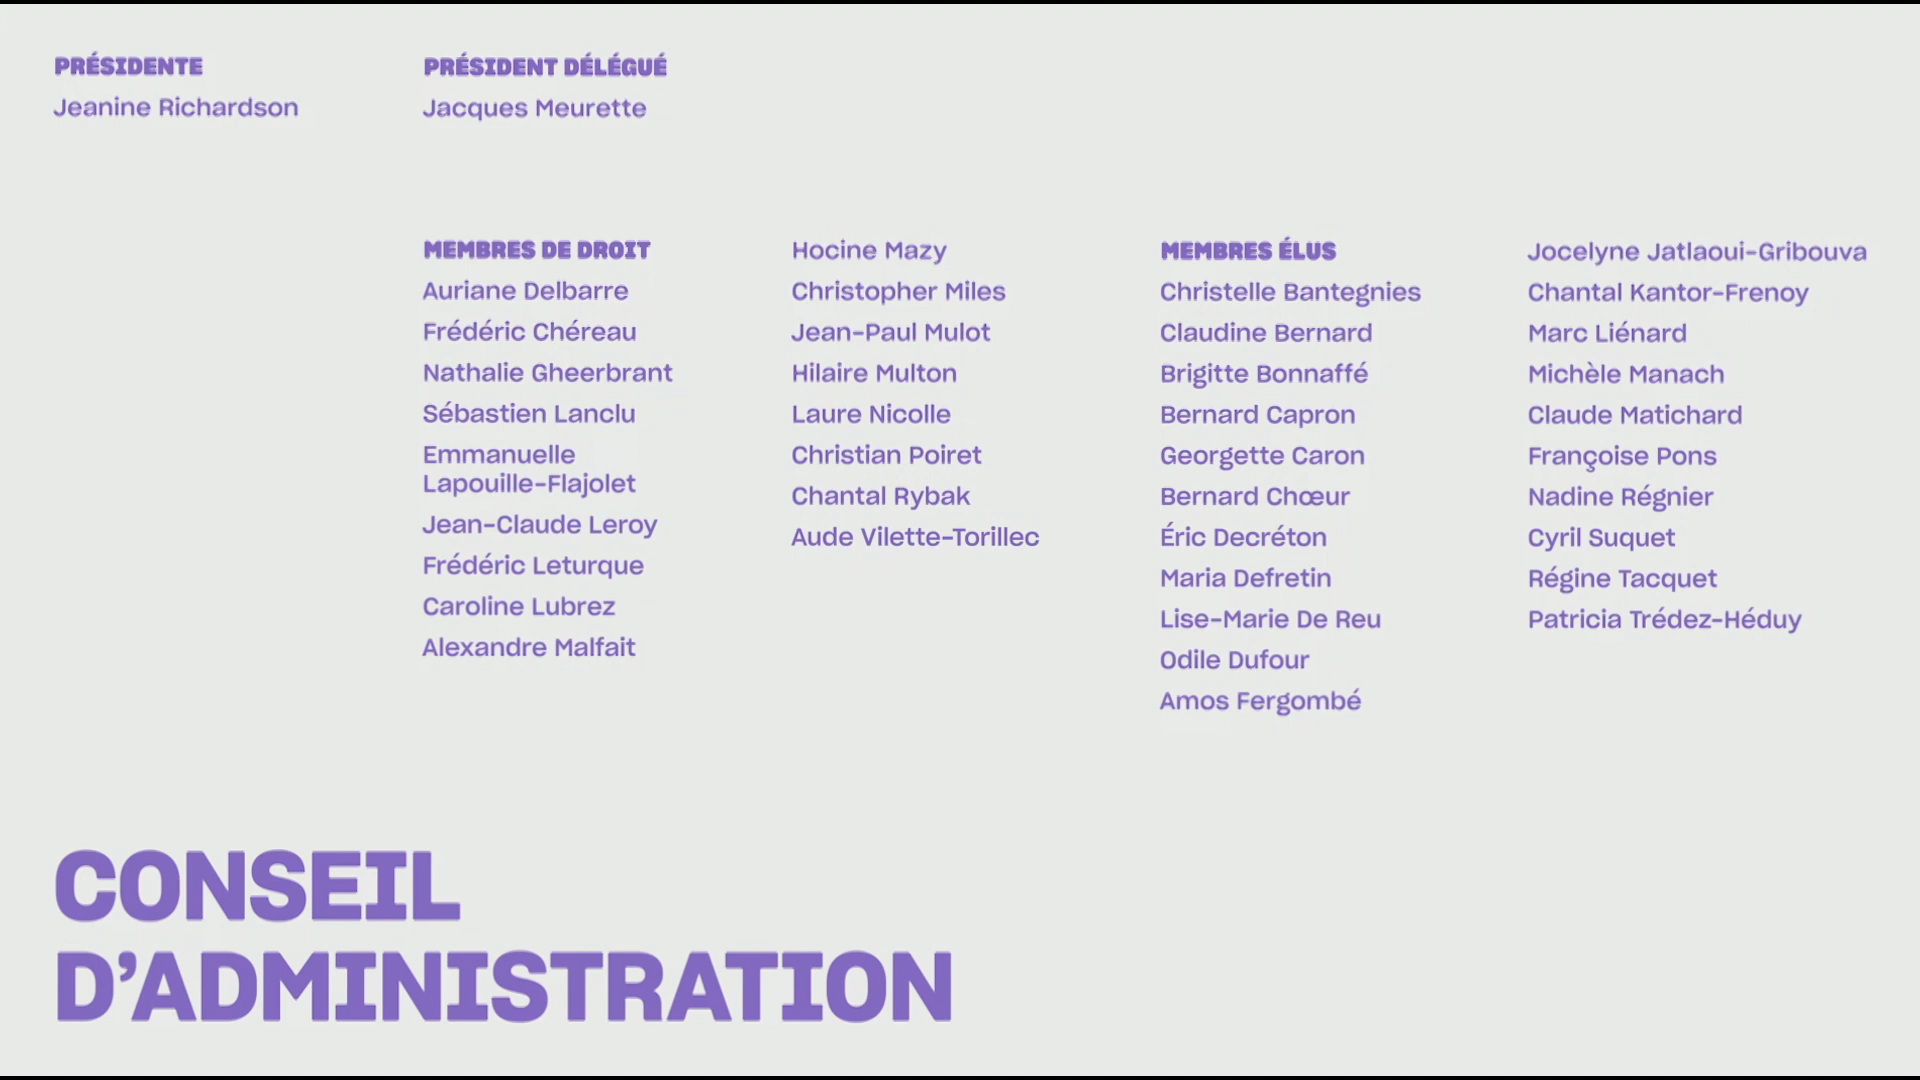 PRÉSIDENTE
Jeanine Richardson
PRÉSIDENT DÉLÉGUÉ
Jacques Meurette
MEMBRES DE DROIT
Auriane Delbarre
Frédéric Chéreau
Nathalie Gheerbrant
Sébastien Lanclu
Emmanuelle
Lapouille-Flajolet
Jean-Claude Leroy
Frédéric Leturque
Caroline Lubrez
Alexandre Malfait
Hocine Mazy
Christopher Miles
Jean-Paul Mulot
Hilaire Multon
Laure Nicolle
Christian Poiret
Chantal Rybak
Aude Vilette-Torillec
MEMBRES ÉLUS
Christelle Bantegnies
Claudine Bernard
Brigitte Bonnaffé
Bernard Capron
Georgette Caron
Bernard Chœur
Éric Decréton
Maria Defretin
Lise-Marie De Reu
Odile Dufour
Amos Fergombé
Jocelyne Jatlaoui-Gribouva
Chantal Kantor-Frenoy
Marc Liénard
Michèle Manach
Claude Matichard
Françoise Pons
Nadine Régnier
Cyril Suquet
Régine Tacquet
Patricia Trédez-Héduy
CONSEIL
D’ADMINISTRATION